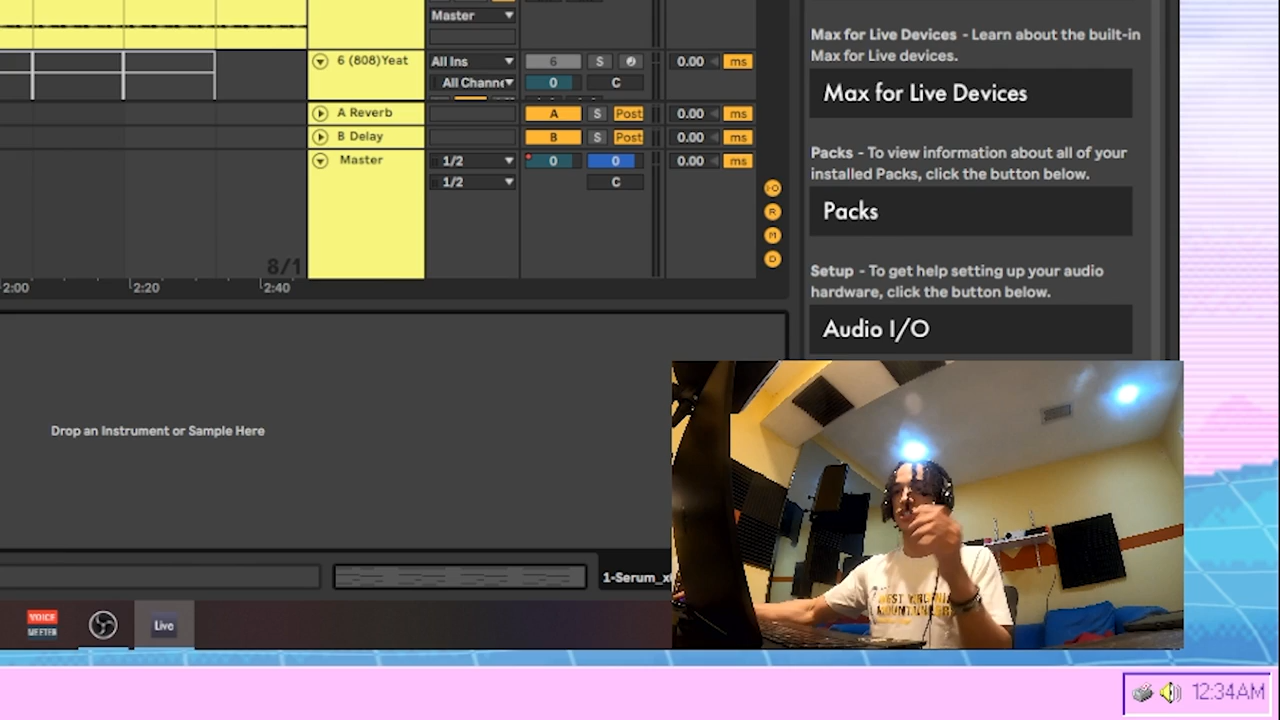 Master
6 (808)Yeat
All Ins
6
S
0.00
ms
All Channe
0
C
A Reverb
A
S
Post
0.00
ms
B Delay
B
S
Post
0.00
ms
Master
1/2
0
0
0.00
ms
1/2
C
I·O
R
M
D
8/1
2:00
2:20
2:40
Max for Live Devices - Learn about the built-in
Max for Live devices.
Max for Live Devices
Packs - To view information about all of your
installed Packs, click the button below.
Packs
Setup - To get help setting up your audio
hardware, click the button below.
Audio I/O
Drop an Instrument or Sample Here
1-Serum_x
WEST VIRGINIA
MOUNTAINEERS
VOICE
MEETER
Live
12:34AM